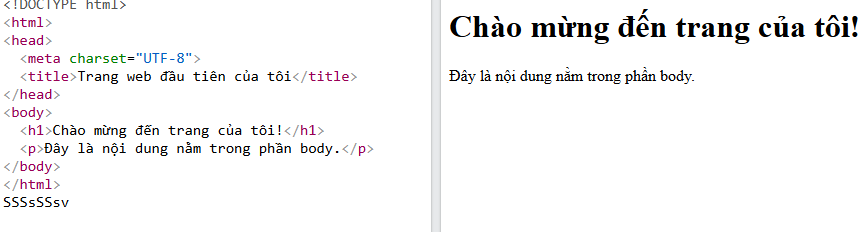 <!DOCTYPE html>
<html>
<head>
<meta charset="UTF-8">
<title>Trang web đầu tiên của tôi</title>
</head>
<body>
<h1>Chào mừng đến trang của tôi!</h1>
<p>Đây là nội dung nằm trong phần body.</p>
</body>
</html>
SSSsSSsv
Chào mừng đến trang của tôi!
Đây là nội dung nằm trong phần body.